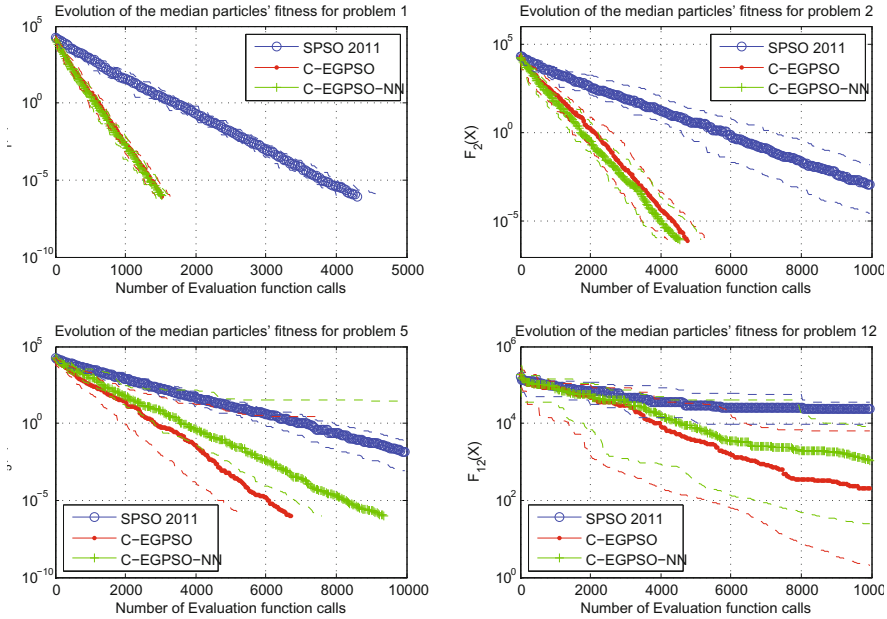 Evolution of the median particles' fitness for problem 1
10^5
10^0
10^-5
10^-10
0 1000 2000 3000 4000 5000
Number of Evaluation function calls
SPSO 2011
C-EGPSO
C-EGPSO-NN
Evolution of the median particles' fitness for problem 2
F_2(X)
10^5
10^0
10^-5
0 2000 4000 6000 8000 1000
Number of Evaluation function calls
SPSO 2011
C-EGPSO
C-EGPSO-NN
Evolution of the median particles' fitness for problem 5
10^5
10^0
10^-5
10^-10
0 2000 4000 6000 8000 10000
Number of Evaluation function calls
SPSO 2011
C-EGPSO
C-EGPSO-NN
Evolution of the median particles' fitness for problem 12
F_12(X)
10^6
10^4
10^2
10^0
0 2000 4000 6000 8000 1000
Number of Evaluation function calls
SPSO 2011
C-EGPSO
C-EGPSO-NN